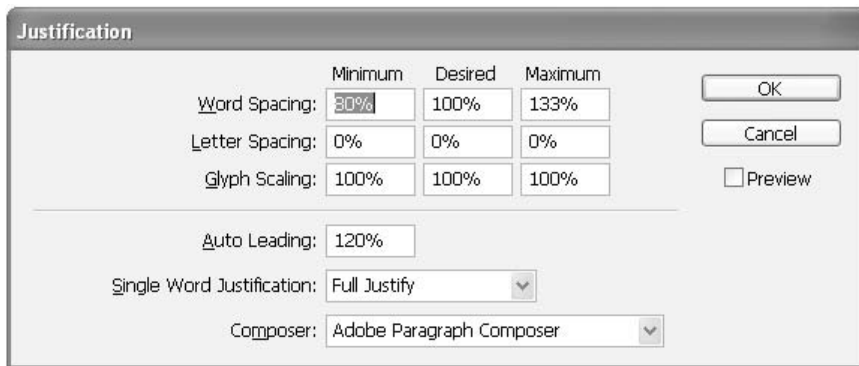 Justification
Minimum Desired Maximum
Word Spacing: 80% 100% 133% OK
Letter Spacing: 0% 0% 0% Cancel
Glyph Scaling: 100% 100% 100% Preview
Auto Leading: 120%
Single Word Justification: Full Justify
Composer: Adobe Paragraph Composer